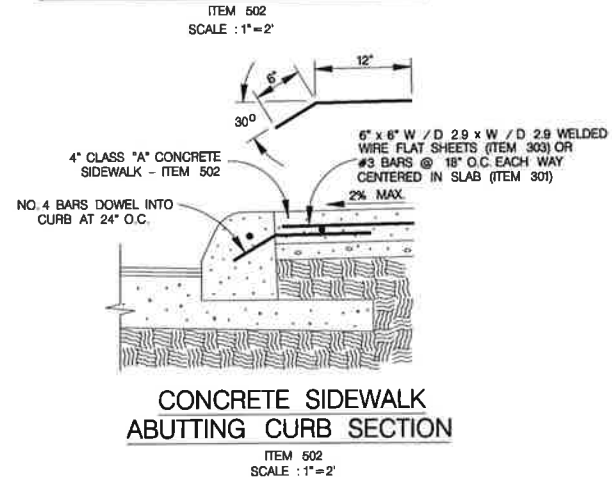 ITEM 502
SCALE : 1"=2'
12"
6"
30°
6" x 6" W / D 2.9 x W / D 2.9 WELDED
WIRE FLAT SHEETS (ITEM 303) OR
#3 BARS @ 18" O.C. EACH WAY
CENTERED IN SLAB (ITEM 301)
4" CLASS "A" CONCRETE
SIDEWALK - ITEM 502
2% MAX.
NO. 4 BARS DOWEL INTO
CURB AT 24" O.C.
CONCRETE SIDEWALK
ABUTTING CURB SECTION
ITEM 502
SCALE : 1"=2'